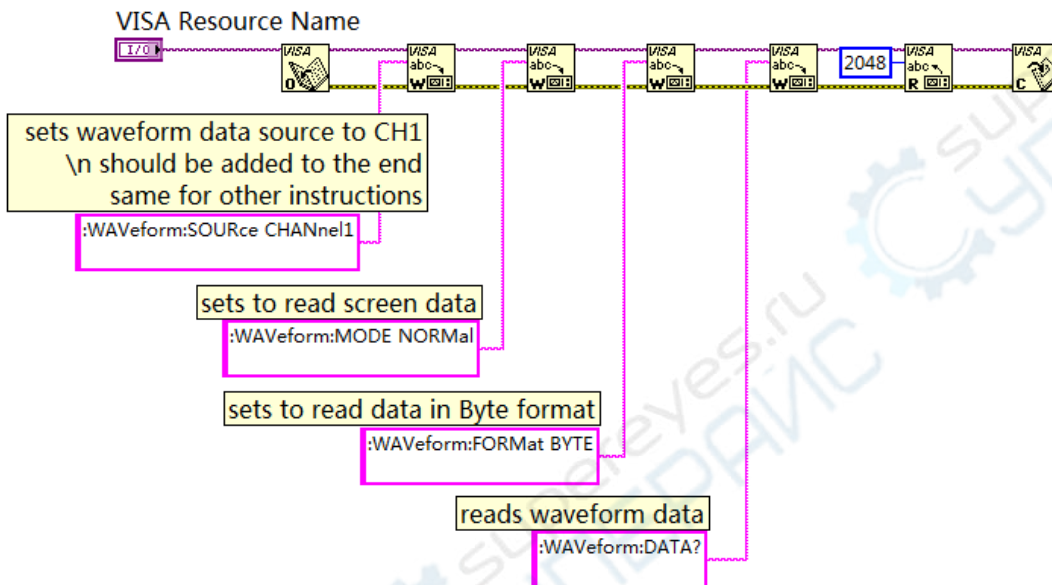 VISA Resource Name
I/O
VISA
O
VISA
abc
W
VISA
abc
W
VISA
abc
W
VISA
abc
W
2048
VISA
abc
R
VISA
C
sets waveform data source to CH1
\n should be added to the end
same for other instructions
:WAVeform:SOURce CHANnel1
sets to read screen data
:WAVeform:MODE NORMal
sets to read data in Byte format
:WAVeform:FORMat BYTE
reads waveform data
:WAVeform:DATA?
supereyes.ru